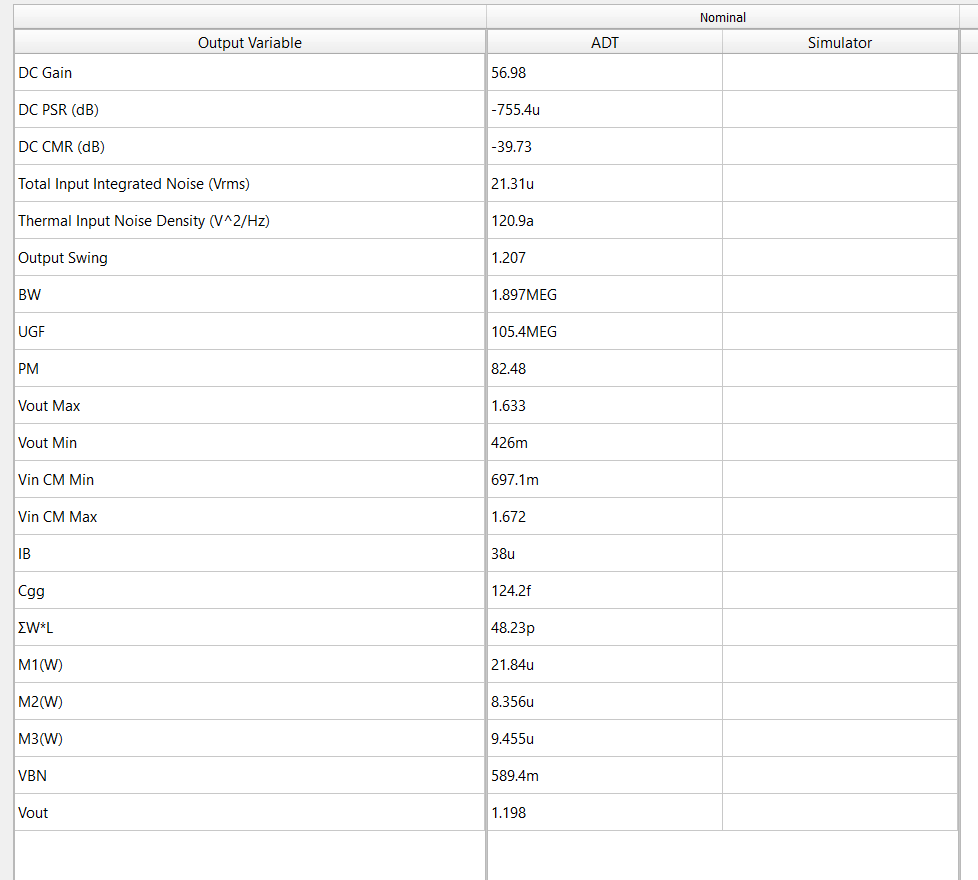 Nominal
Output Variable ADT Simulator
DC Gain 56.98
DC PSR (dB) -755.4u
DC CMR (dB) -39.73
Total Input Integrated Noise (Vrms) 21.31u
Thermal Input Noise Density (V^2/Hz) 120.9a
Output Swing 1.207
BW 1.897MEG
UGF 105.4MEG
PM 82.48
Vout Max 1.633
Vout Min 426m
Vin CM Min 697.1m
Vin CM Max 1.672
IB 38u
Cgg 124.2f
ΣW*L 48.23p
M1(W) 21.84u
M2(W) 8.356u
M3(W) 9.455u
VBN 589.4m
Vout 1.198